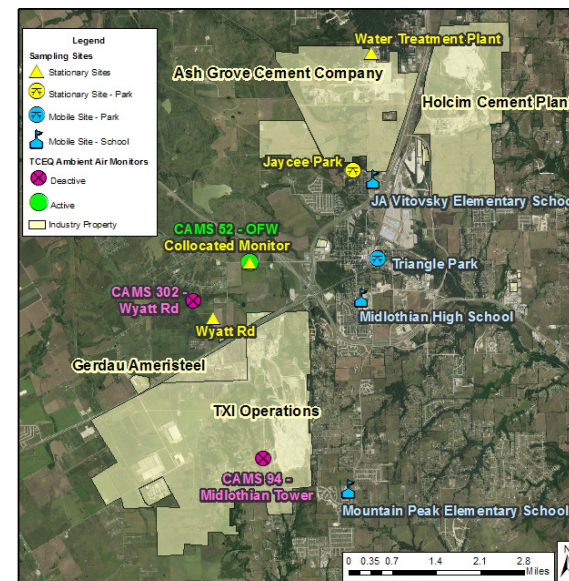 Legend
Sampling Sites
Stationary Sites
Stationary Site - Park
Mobile Site - Park
Mobile Site - School
TCEQ Ambient Air Monitors
Deactive
Active
Industry Property
Water Treatment Plant
Ash Grove Cement Company
Holcim Cement Plant
Jaycee Park
JA Vitovsky Elementary Schoo
CAMS 52 - OFW
Collocated Monitor
Triangle Park
CAMS 302 -
Wyatt Rd
Wyatt Rd
Midlothian High School
Gerdau Ameristeel
TXI Operations
CAMS 94 -
Midlothian Tower
Mountain Peak Elementary School
0 0.35 0.7 1.4 2.1 2.8
Miles
N